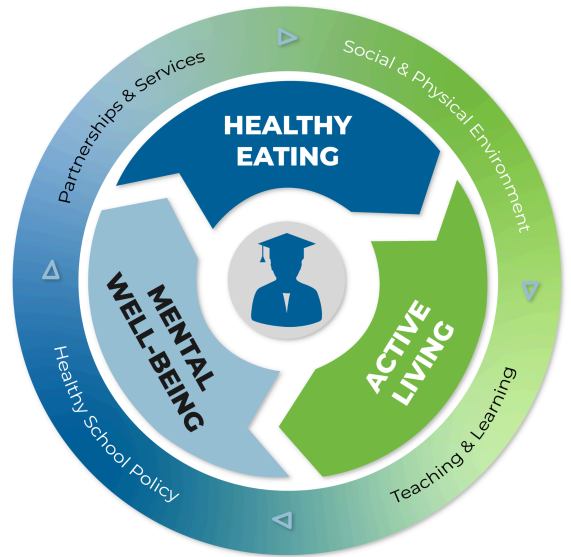 Partnerships & Services
Social & Physical Environment
HEALTHY
EATING
MENTAL
WELL-BEING
ACTIVE
LIVING
Healthy School Policy
Teaching & Learning